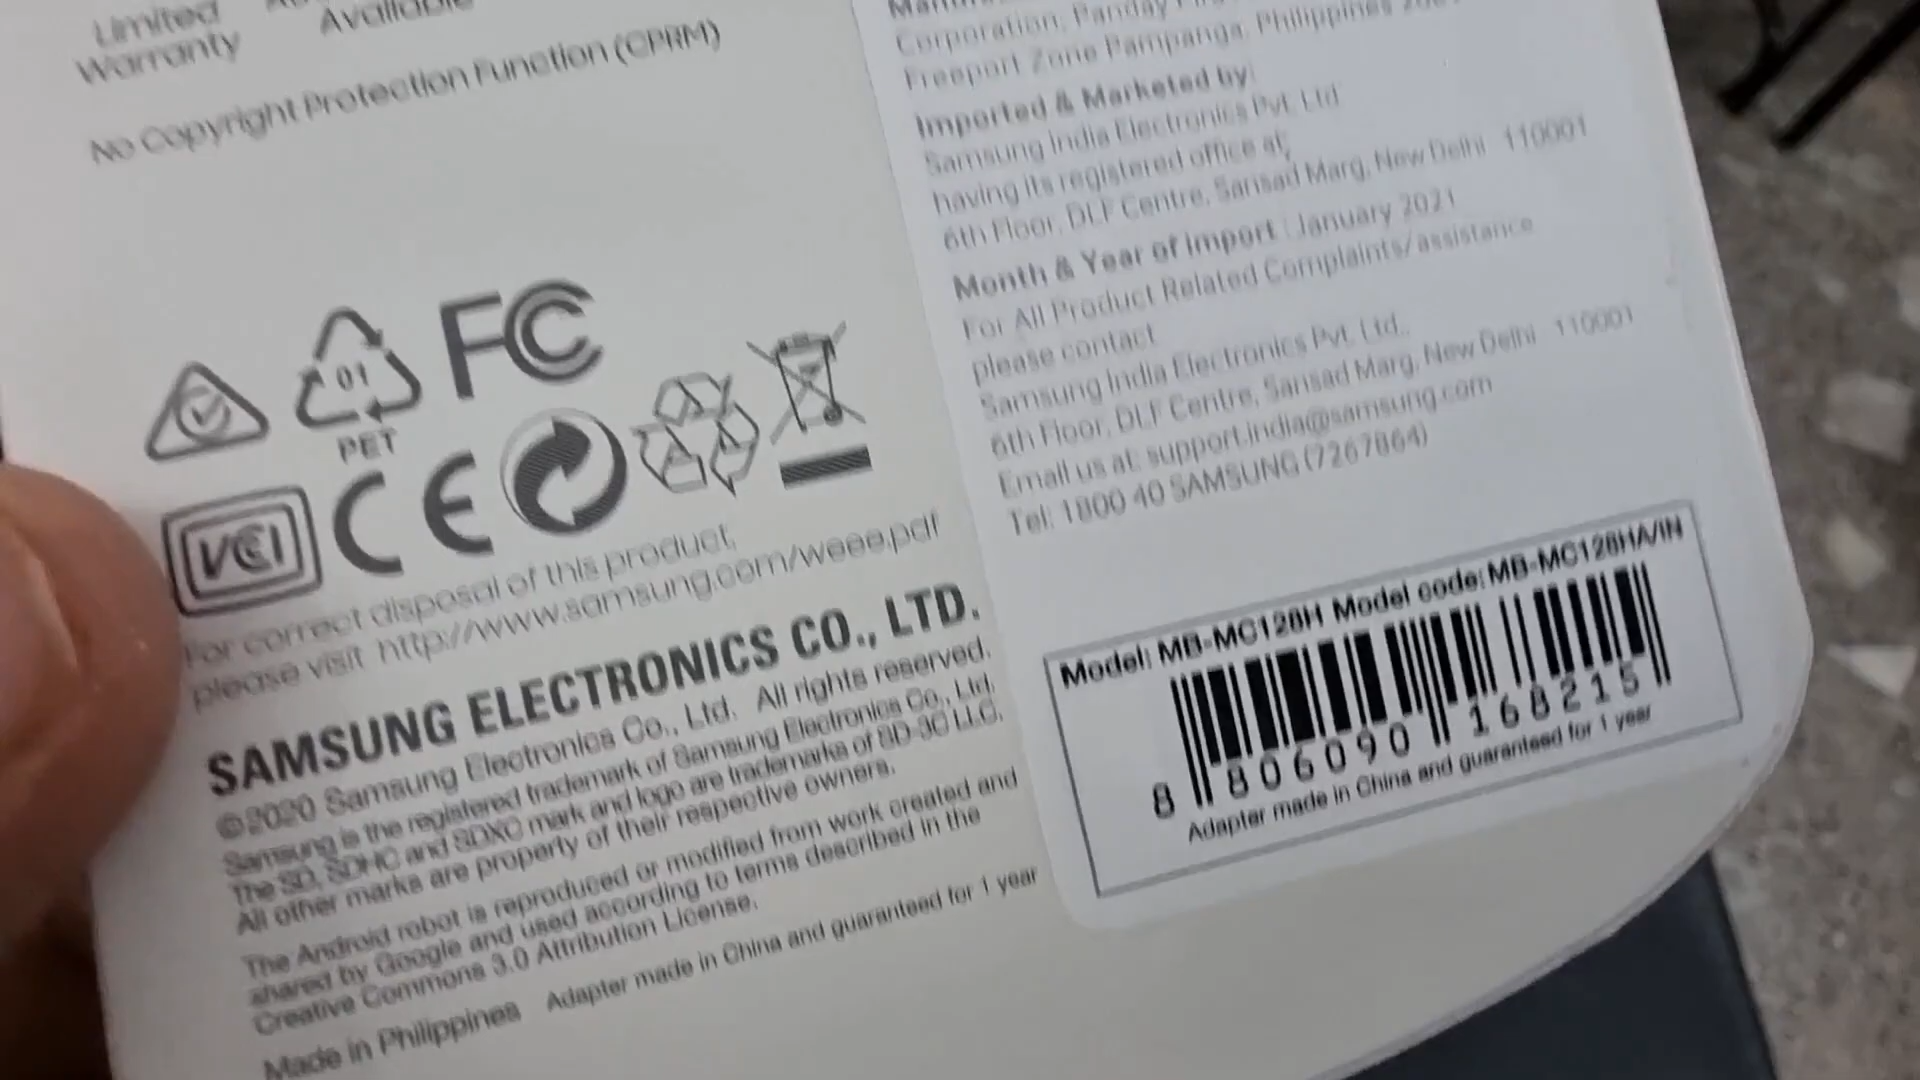 Limited
Warranty
Available
No Copyright Protection Function (CPRM)
01
PET
FC
VCI
CE
For correct disposal of this product,
please visit http://www.samsung.com/weee.pdf
SAMSUNG ELECTRONICS CO., LTD.
©2020 Samsung Electronics Co., Ltd. All rights reserved.
Samsung is the registered trademark of Samsung Electronics Co., Ltd.
The SD, SDHC and SDXC mark and logo are trademarks of SD-3C LLC.
All other marks are property of their respective owners.
The Android robot is reproduced or modified from work created and
shared by Google and used according to terms described in the
Creative Commons 3.0 Attribution License.
Made in Philippines Adapter made in China and guaranteed for 1 year
Corporation, Panday
Freeport Zone Pampanga, Philippines
Imported & Marketed by:
Samsung India Electronics Pvt. Ltd
having its registered office at;
6th Floor, DLF Centre, Sansad Marg, New Delhi 110001
Month & Year of Import : January 2021
For All Product Related Complaints/assistance
please contact
Samsung India Electronics Pvt. Ltd.,
6th Floor, DLF Centre, Sansad Marg, New Delhi 110001
Email us at: support.india@samsung.com
Tel: 1800 40 SAMSUNG (7267864)
Model: MB-MC128H Model code: MB-MC128HA/IN
8 806090 168215
Adapter made in China and guaranteed for 1 year